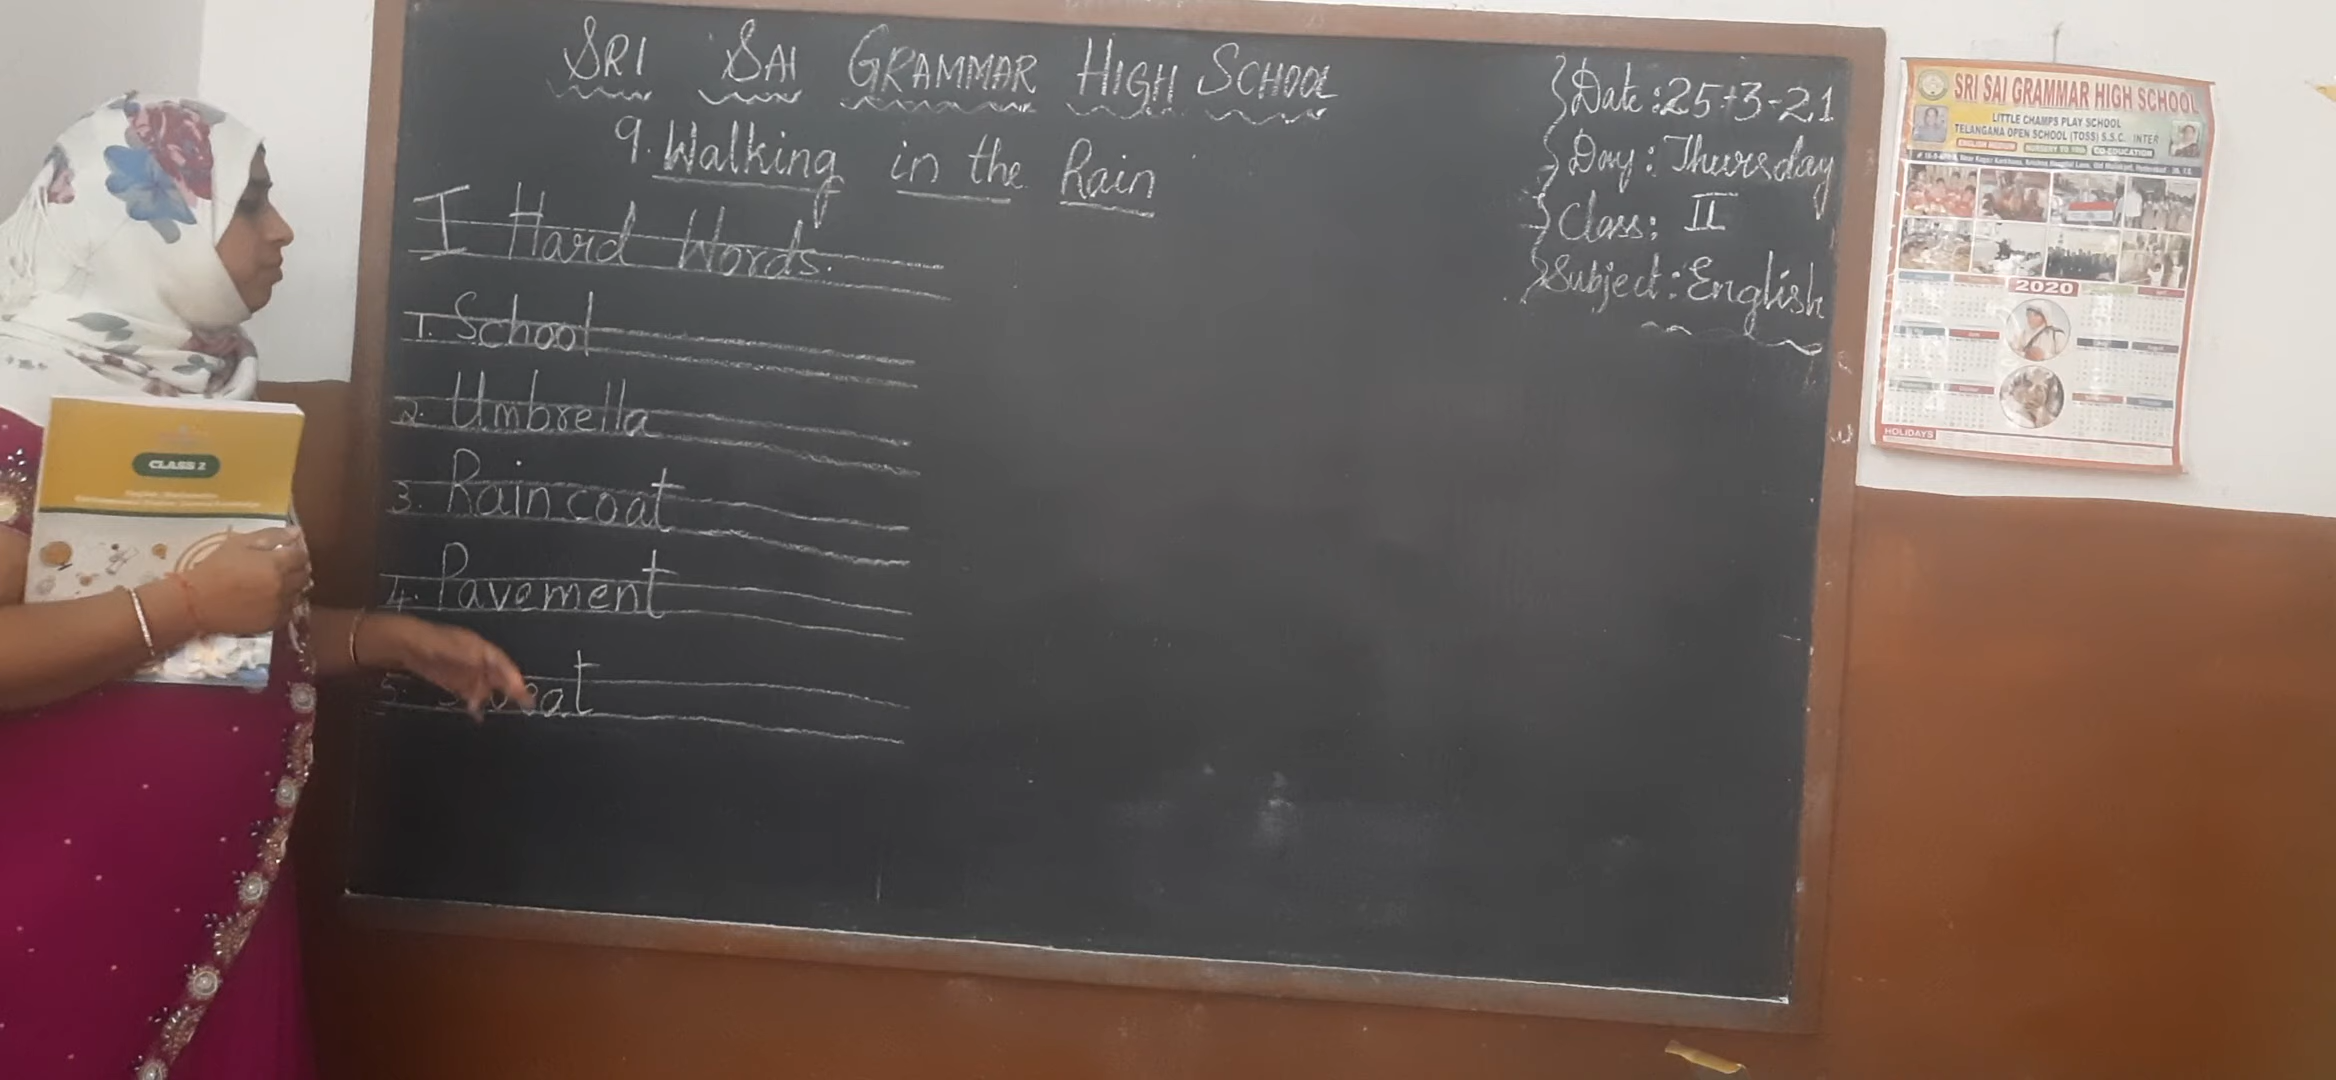 SRI SAI GRAMMAR HIGH SCHOOL
9. Walking in the Rain
Date: 25-3-21
Day: Thursday
Class: II
Subject: English
I Hard Words.
1. School
2. Umbrella
3. Raincoat
4. Pavement
5.
CLASS 2
SRI SAI GRAMMAR HIGH SCHOOL
LITTLE CHAMPS PLAY SCHOOL
TELANGANA OPEN SCHOOL (TOSS) S.S.C. INTER
ENGLISH MEDIUM NURSERY TO 10th CO-EDUCATION
2020
HOLIDAYS